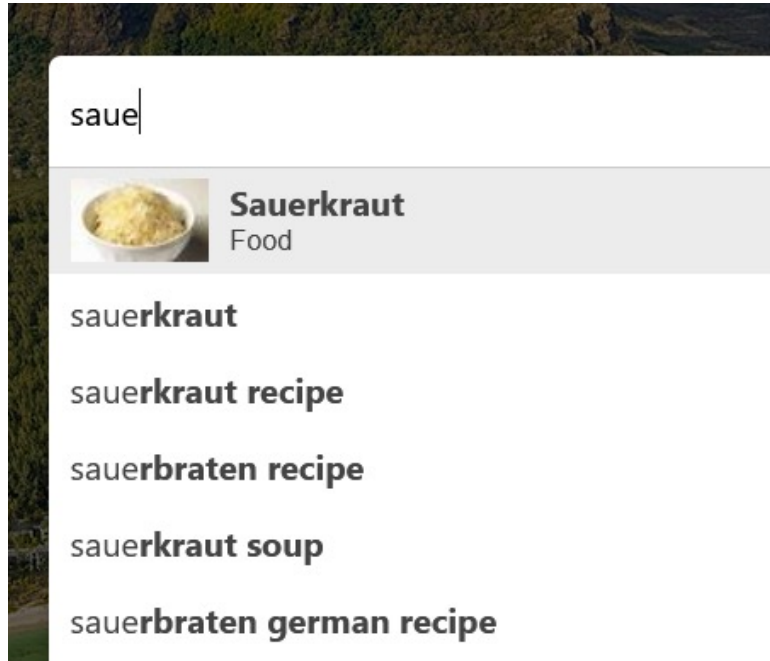 saue
Sauerkraut
Food
sauerkraut
sauerkraut recipe
sauerbraten recipe
sauerkraut soup
sauerbraten german recipe